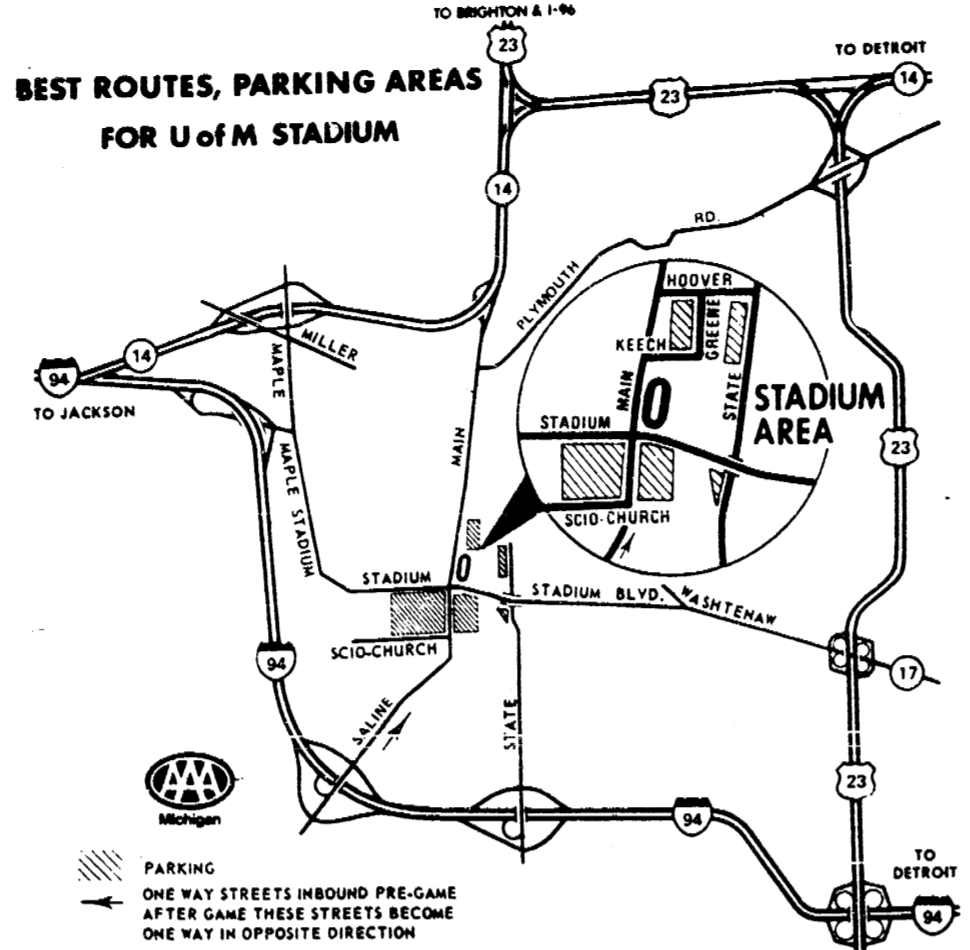 TO BRIGHTON & I-96
23
BEST ROUTES, PARKING AREAS
FOR U of M STADIUM
TO DETROIT
14
23
14
RD.
PLYMOUTH
HOOVER
GREENE
KEECH
MAIN
STATE
STADIUM
AREA
STADIUM
SCIO-CHURCH
MILLER
MAPLE
14
94
TO JACKSON
MAIN
23
MAPLE STADIUM
STADIUM
STADIUM BLVD.
WASHTENAW
SCIO-CHURCH
94
17
SALINE
STATE
23
AAA
Michigan
94
TO
DETROIT
94
PARKING
ONE WAY STREETS INBOUND PRE-GAME
AFTER GAME THESE STREETS BECOME
ONE WAY IN OPPOSITE DIRECTION